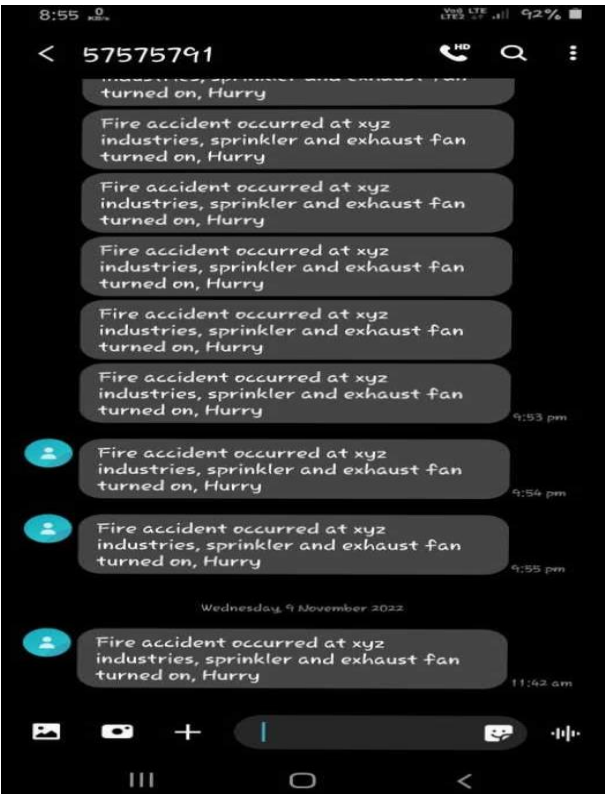 8:55 0 KB/s Vo) LTE LTE2 92%
57575791 HD
industries, sprinkler and exhaust fan
turned on, Hurry
Fire accident occurred at xyz
industries, sprinkler and exhaust fan
turned on, Hurry
Fire accident occurred at xyz
industries, sprinkler and exhaust fan
turned on, Hurry
Fire accident occurred at xyz
industries, sprinkler and exhaust fan
turned on, Hurry
Fire accident occurred at xyz
industries, sprinkler and exhaust fan
turned on, Hurry
Fire accident occurred at xyz
industries, sprinkler and exhaust fan
turned on, Hurry
9:53 pm
Fire accident occurred at xyz
industries, sprinkler and exhaust fan
turned on, Hurry
9:54 pm
Fire accident occurred at xyz
industries, sprinkler and exhaust fan
turned on, Hurry
9:55 pm
Wednesday, 9 November 2022
Fire accident occurred at xyz
industries, sprinkler and exhaust fan
turned on, Hurry
11:42 am